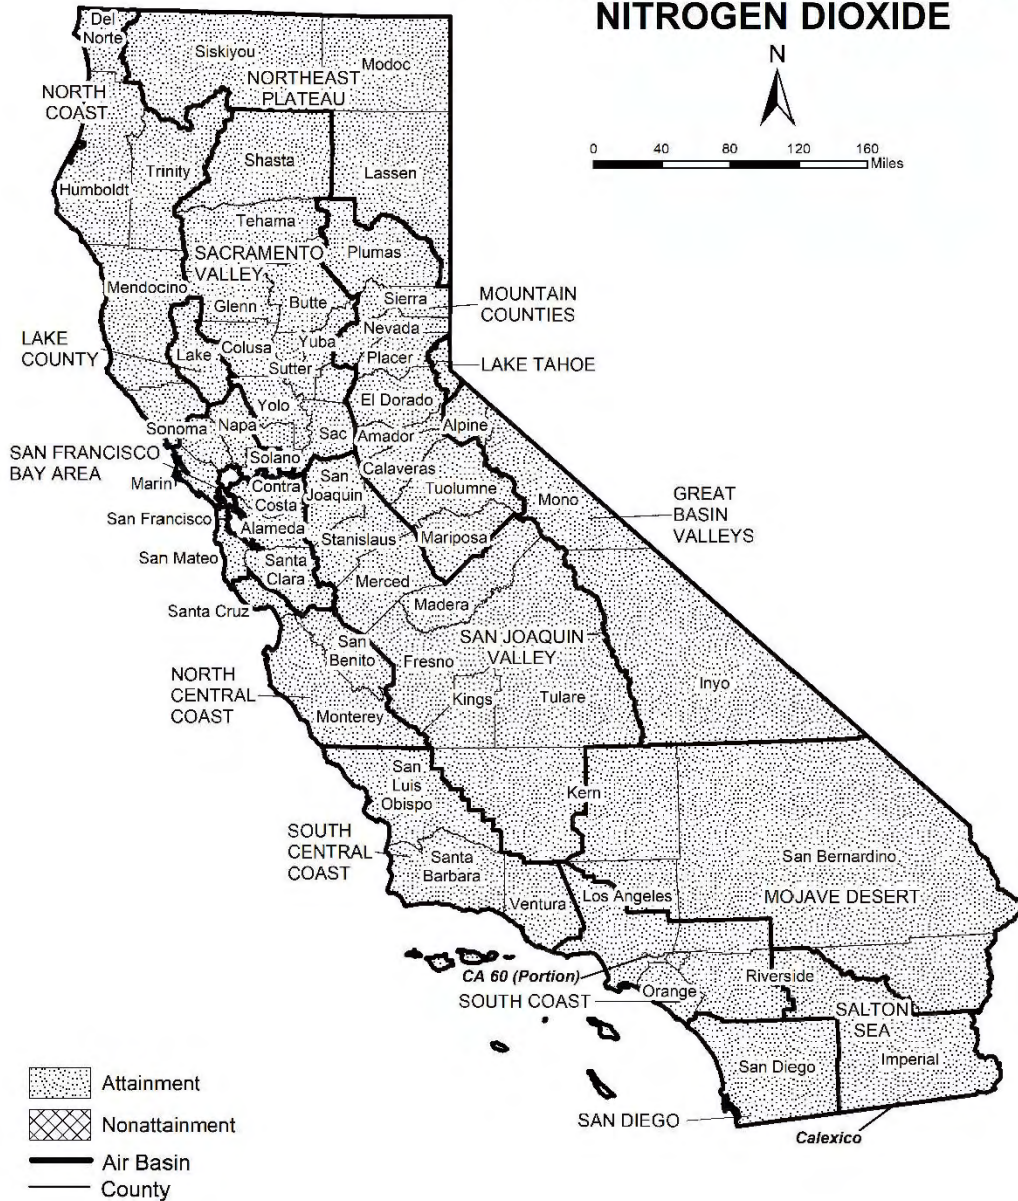 NITROGEN DIOXIDE
N
0 40 80 120 160
Miles
Del
Norte
Siskiyou
Modoc
NORTHEAST
PLATEAU
NORTH
COAST
Shasta
Trinity
Lassen
Humboldt
Tehama
Plumas
SACRAMENTO
VALLEY
Mendocino
Glenn
Butte
Sierra
MOUNTAIN
COUNTIES
Nevada
LAKE
COUNTY
Lake
Colusa
Yuba
Placer
LAKE TAHOE
Sutter
El Dorado
Yolo
Sonoma
Napa
Sac
Amador
Alpine
SAN FRANCISCO
BAY AREA
Solano
Calaveras
Marin
Contra
Costa
San
Joaquin
Tuolumne
Mono
GREAT
BASIN
VALLEYS
San Francisco
Alameda
Stanislaus
Mariposa
San Mateo
Santa
Clara
Merced
Santa Cruz
Madera
San
Benito
Fresno
SAN JOAQUIN
VALLEY
NORTH
CENTRAL
COAST
Monterey
Kings
Tulare
Inyo
San
Luis
Obispo
Kern
SOUTH
CENTRAL
COAST
Santa
Barbara
San Bernardino
Ventura
Los Angeles
MOJAVE DESERT
CA 60 (Portion)
Riverside
Orange
SOUTH COAST
SALTON
SEA
San Diego
Imperial
SAN DIEGO
Calexico
Attainment
Nonattainment
Air Basin
County